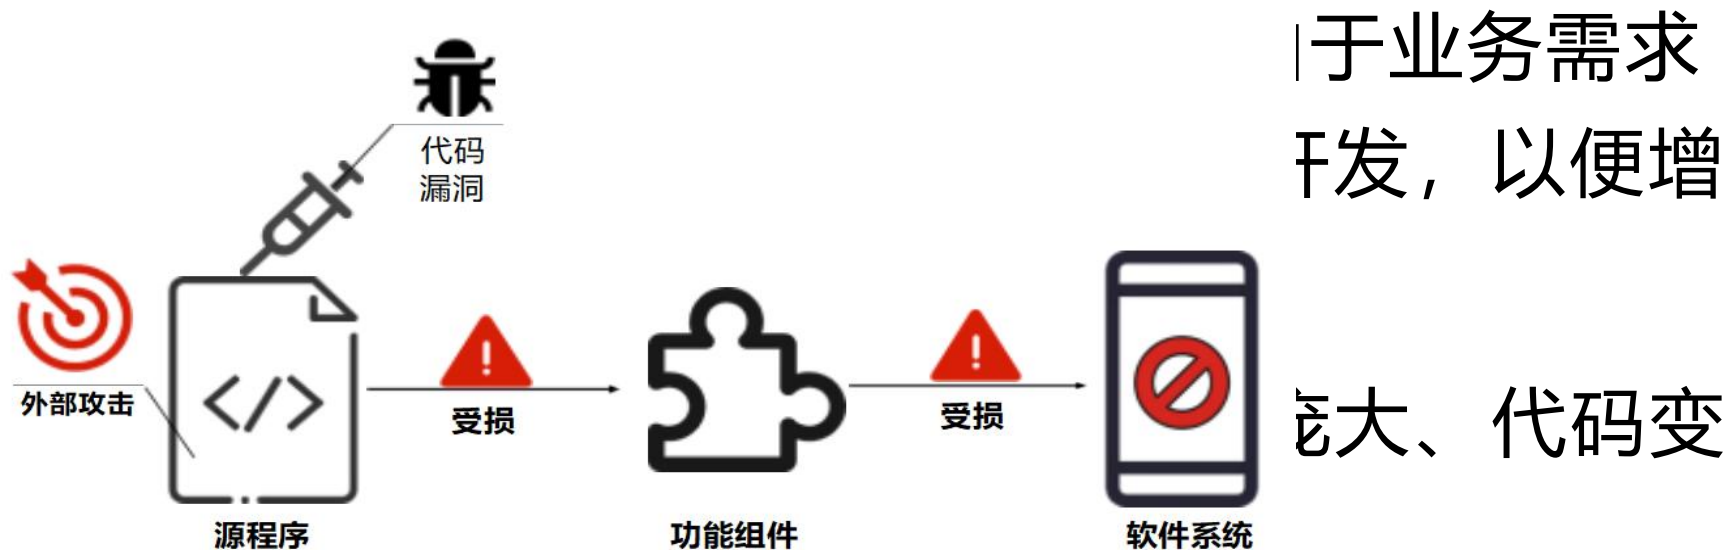 代码
漏洞
外部攻击
受损
受损
源程序
功能组件
软件系统
于业务需求
发，以便增
大、代码变